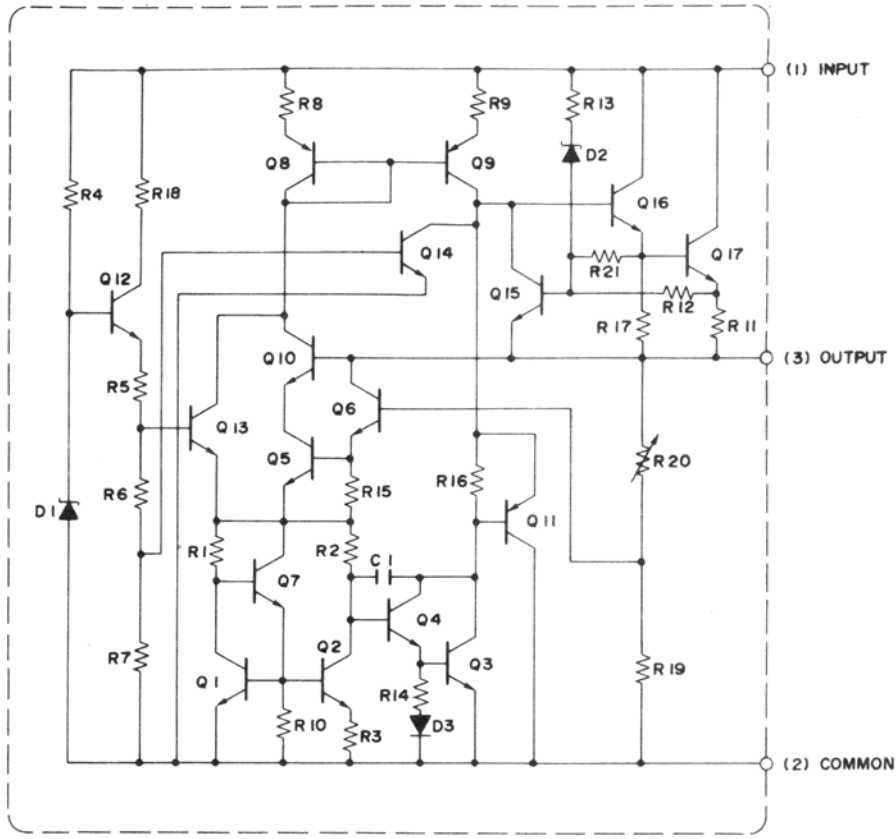 (1) INPUT
R8
R9
R13
D2
Q8
Q9
R4
R18
Q16
Q14
Q17
R21
Q12
Q15
R12
R17
R11
Q10
(3) OUTPUT
R5
Q6
Q13
Q5
R16
R20
R6
R15
D1
Q11
R1
R2
C1
Q7
Q4
R7
Q2
Q3
R19
Q1
R14
R10
R3
D3
(2) COMMON